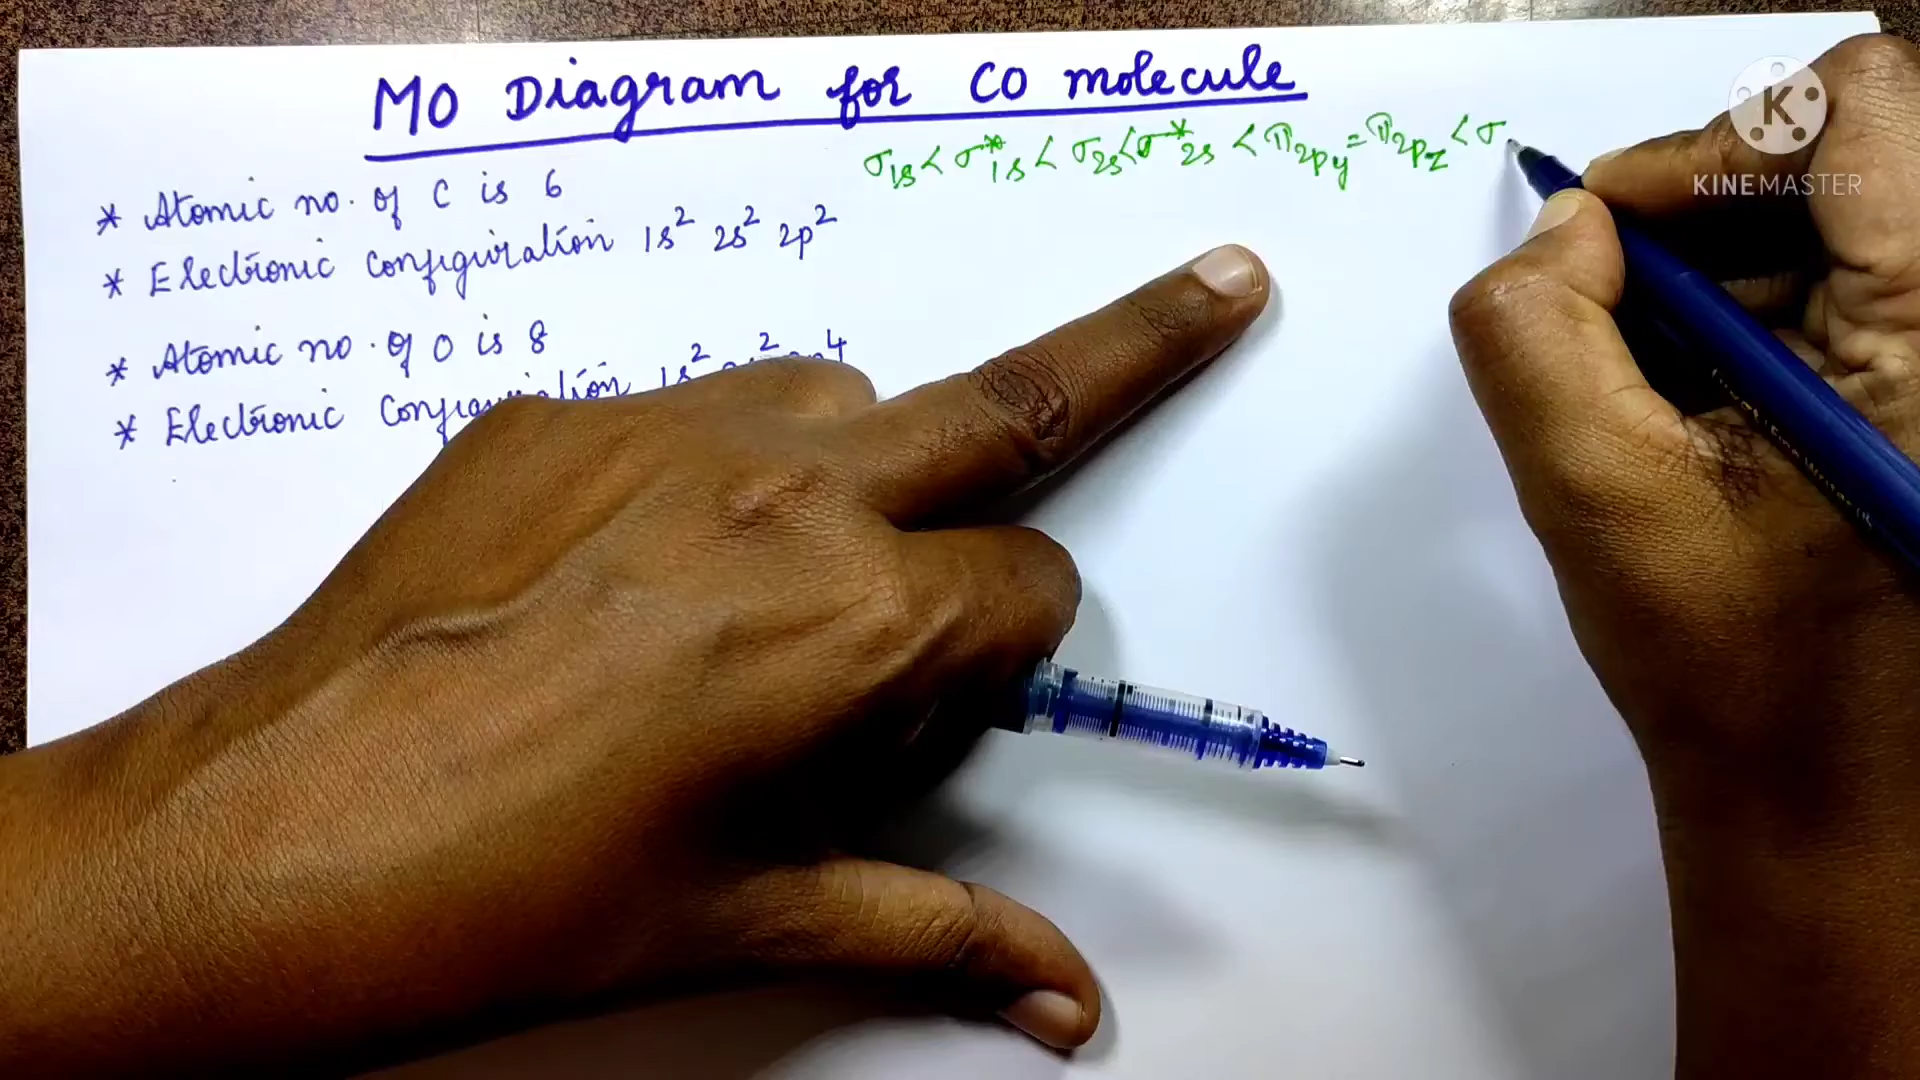 MO Diagram for CO molecule
σ1s < σ*1s < σ2s < σ*2s < π2py = π2pz < σ
* Atomic no. of C is 6
* Electronic configuration 1s² 2s² 2p²
* Atomic no. of O is 8
* Electronic 1s²
K
KINEMASTER